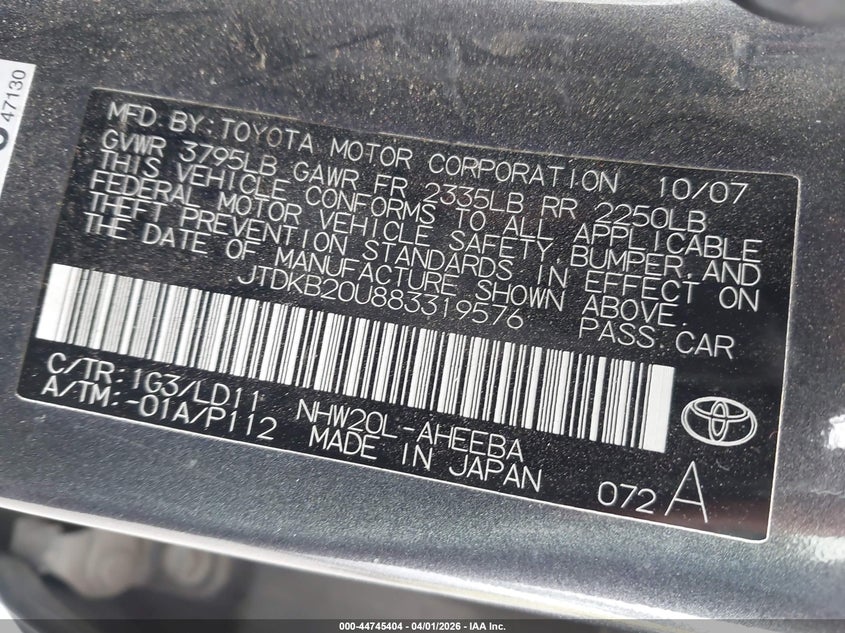 47130
MFD BY: TOYOTA MOTOR CORPORATION 10/07
GVWR 3795LB GAWR FR 2335LB RR 2250LB
THIS VEHICLE CONFORMS TO ALL APPLICABLE
FEDERAL MOTOR VEHICLE SAFETY, BUMPER, AND
THEFT PREVENTION STANDARDS IN EFFECT ON
THE DATE OF MANUFACTURE SHOWN ABOVE.
JTDKB20U883319576 PASS.CAR
C/TR: 1G3/LD11 NHW20L-AHEEBA
A/TM:-01A/P112 MADE IN JAPAN
072 A
000-44745404 - 04/01/2026 - IAA Inc.